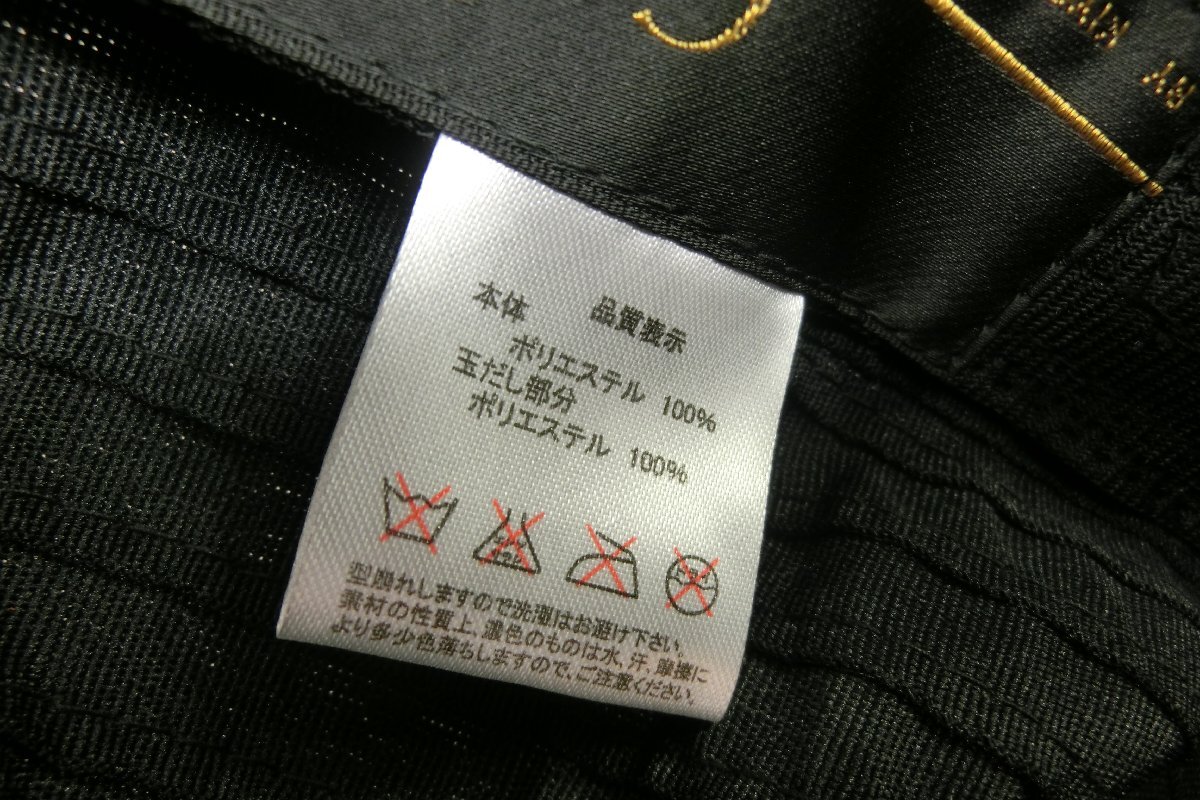 BY
本体 品質表示
ポリエステル 100%
玉だし部分
ポリエステル 100%
型崩れしますので洗濯はお避け下さい。
素材の性質上、濃色のものは水、汗、摩擦に
より多少色落ちしますので、ご注意ください。